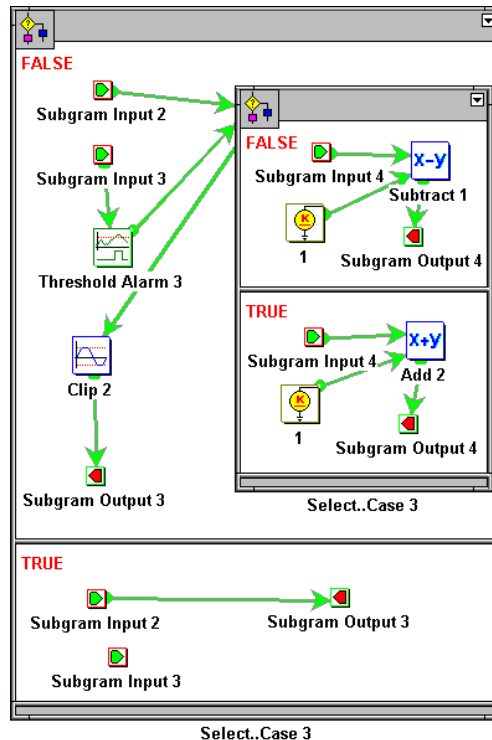 FALSE
Subgram Input 2
Subgram Input 3
Threshold Alarm 3
Clip 2
Subgram Output 3
FALSE
Subgram Input 4
x-y
Subtract 1
K
1
Subgram Output 4
TRUE
Subgram Input 4
x+y
Add 2
K
1
Subgram Output 4
Select..Case 3
TRUE
Subgram Input 2
Subgram Output 3
Subgram Input 3
Select..Case 3